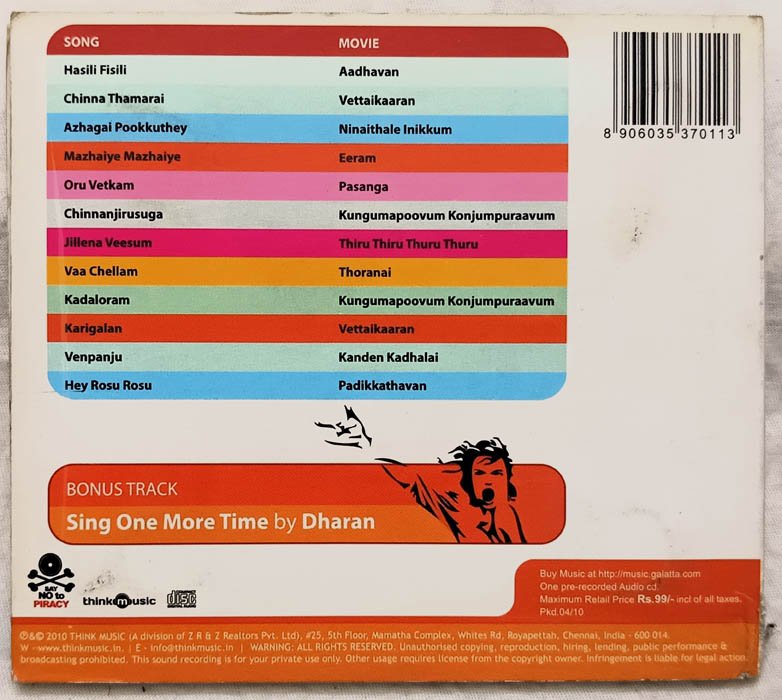 SONG MOVIE
Hasili Fisili Aadhavan
Chinna Thamarai Vettaikaaran
Azhagai Pookkuthey Ninaithale Inikkum
Mazhaiye Mazhaiye Eeram
Oru Vetkam Pasanga
Chinnanjirusuga Kungumapoovum Konjumpuraavum
Jillena Veesum Thiru Thiru Thuru Thuru
Vaa Chellam Thoranai
Kadaloram Kungumapoovum Konjumpuraavum
Karigalan Vettaikaaran
Venpanju Kanden Kadhalai
Hey Rosu Rosu Padikkathavan
8 906035 370113
BONUS TRACK
Sing One More Time by Dharan
SAY
NO to
PIRACY
think music
COMPACT
disc
DIGITAL AUDIO
Buy Music at http://music.galatta.com
One pre-recorded Audio cd.
Maximum Retail Price Rs.99/- incl of all taxes.
Pkd.04/10
℗&© 2010 THINK MUSIC (A division of Z R & Z Realtors Pvt. Ltd), #25, 5th Floor, Mamatha Complex, Whites Rd, Royapettah, Chennai, India - 600 014.
W - www.thinkmusic.in. | E - info@thinkmusic.in | WARNING: ALL RIGHTS RESERVED. Unauthorised copying, reproduction, hiring, lending, public performance &
broadcasting prohibited. This sound recording is for your private use only. Other usage requires license from the copyright owner. Infringement is liable for legal action.